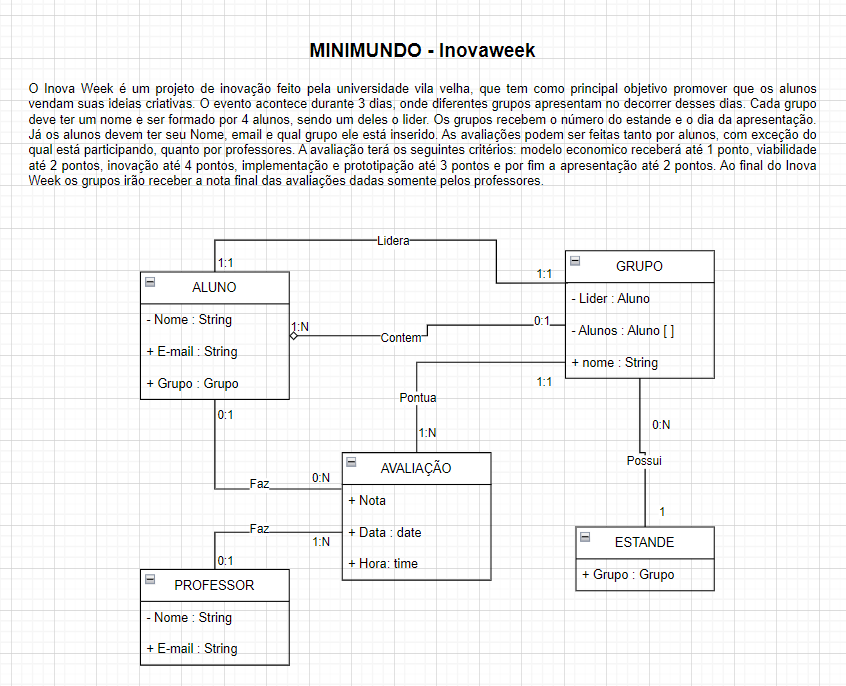 MINIMUNDO - Inovaweek
O Inova Week é um projeto de inovação feito pela universidade vila velha, que tem como principal objetivo promover que os alunos
vendam suas ideias criativas. O evento acontece durante 3 dias, onde diferentes grupos apresentam no decorrer desses dias. Cada grupo
deve ter um nome e ser formado por 4 alunos, sendo um deles o lider. Os grupos recebem o número do estande e o dia da apresentação.
Já os alunos devem ter seu Nome, email e qual grupo ele está inserido. As avaliações podem ser feitas tanto por alunos, com exceção do
qual está participando, quanto por professores. A avaliação terá os seguintes critérios: modelo economico receberá até 1 ponto, viabilidade
até 2 pontos, inovação até 4 pontos, implementação e prototipação até 3 pontos e por fim a apresentação até 2 pontos. Ao final do Inova
Week os grupos irão receber a nota final das avaliações dadas somente pelos professores.
Lidera
1:1
1:1
ALUNO
- Nome : String
+ E-mail : String
+ Grupo : Grupo
GRUPO
- Lider : Aluno
- Alunos : Aluno [ ]
+ nome : String
1:N
Contem
0:1
Pontua
1:1
1:N
0:1
Faz
0:N
0:N
Possui
1
AVALIAÇÃO
+ Nota
+ Data : date
+ Hora: time
Faz
1:N
0:1
ESTANDE
+ Grupo : Grupo
PROFESSOR
- Nome : String
+ E-mail : String